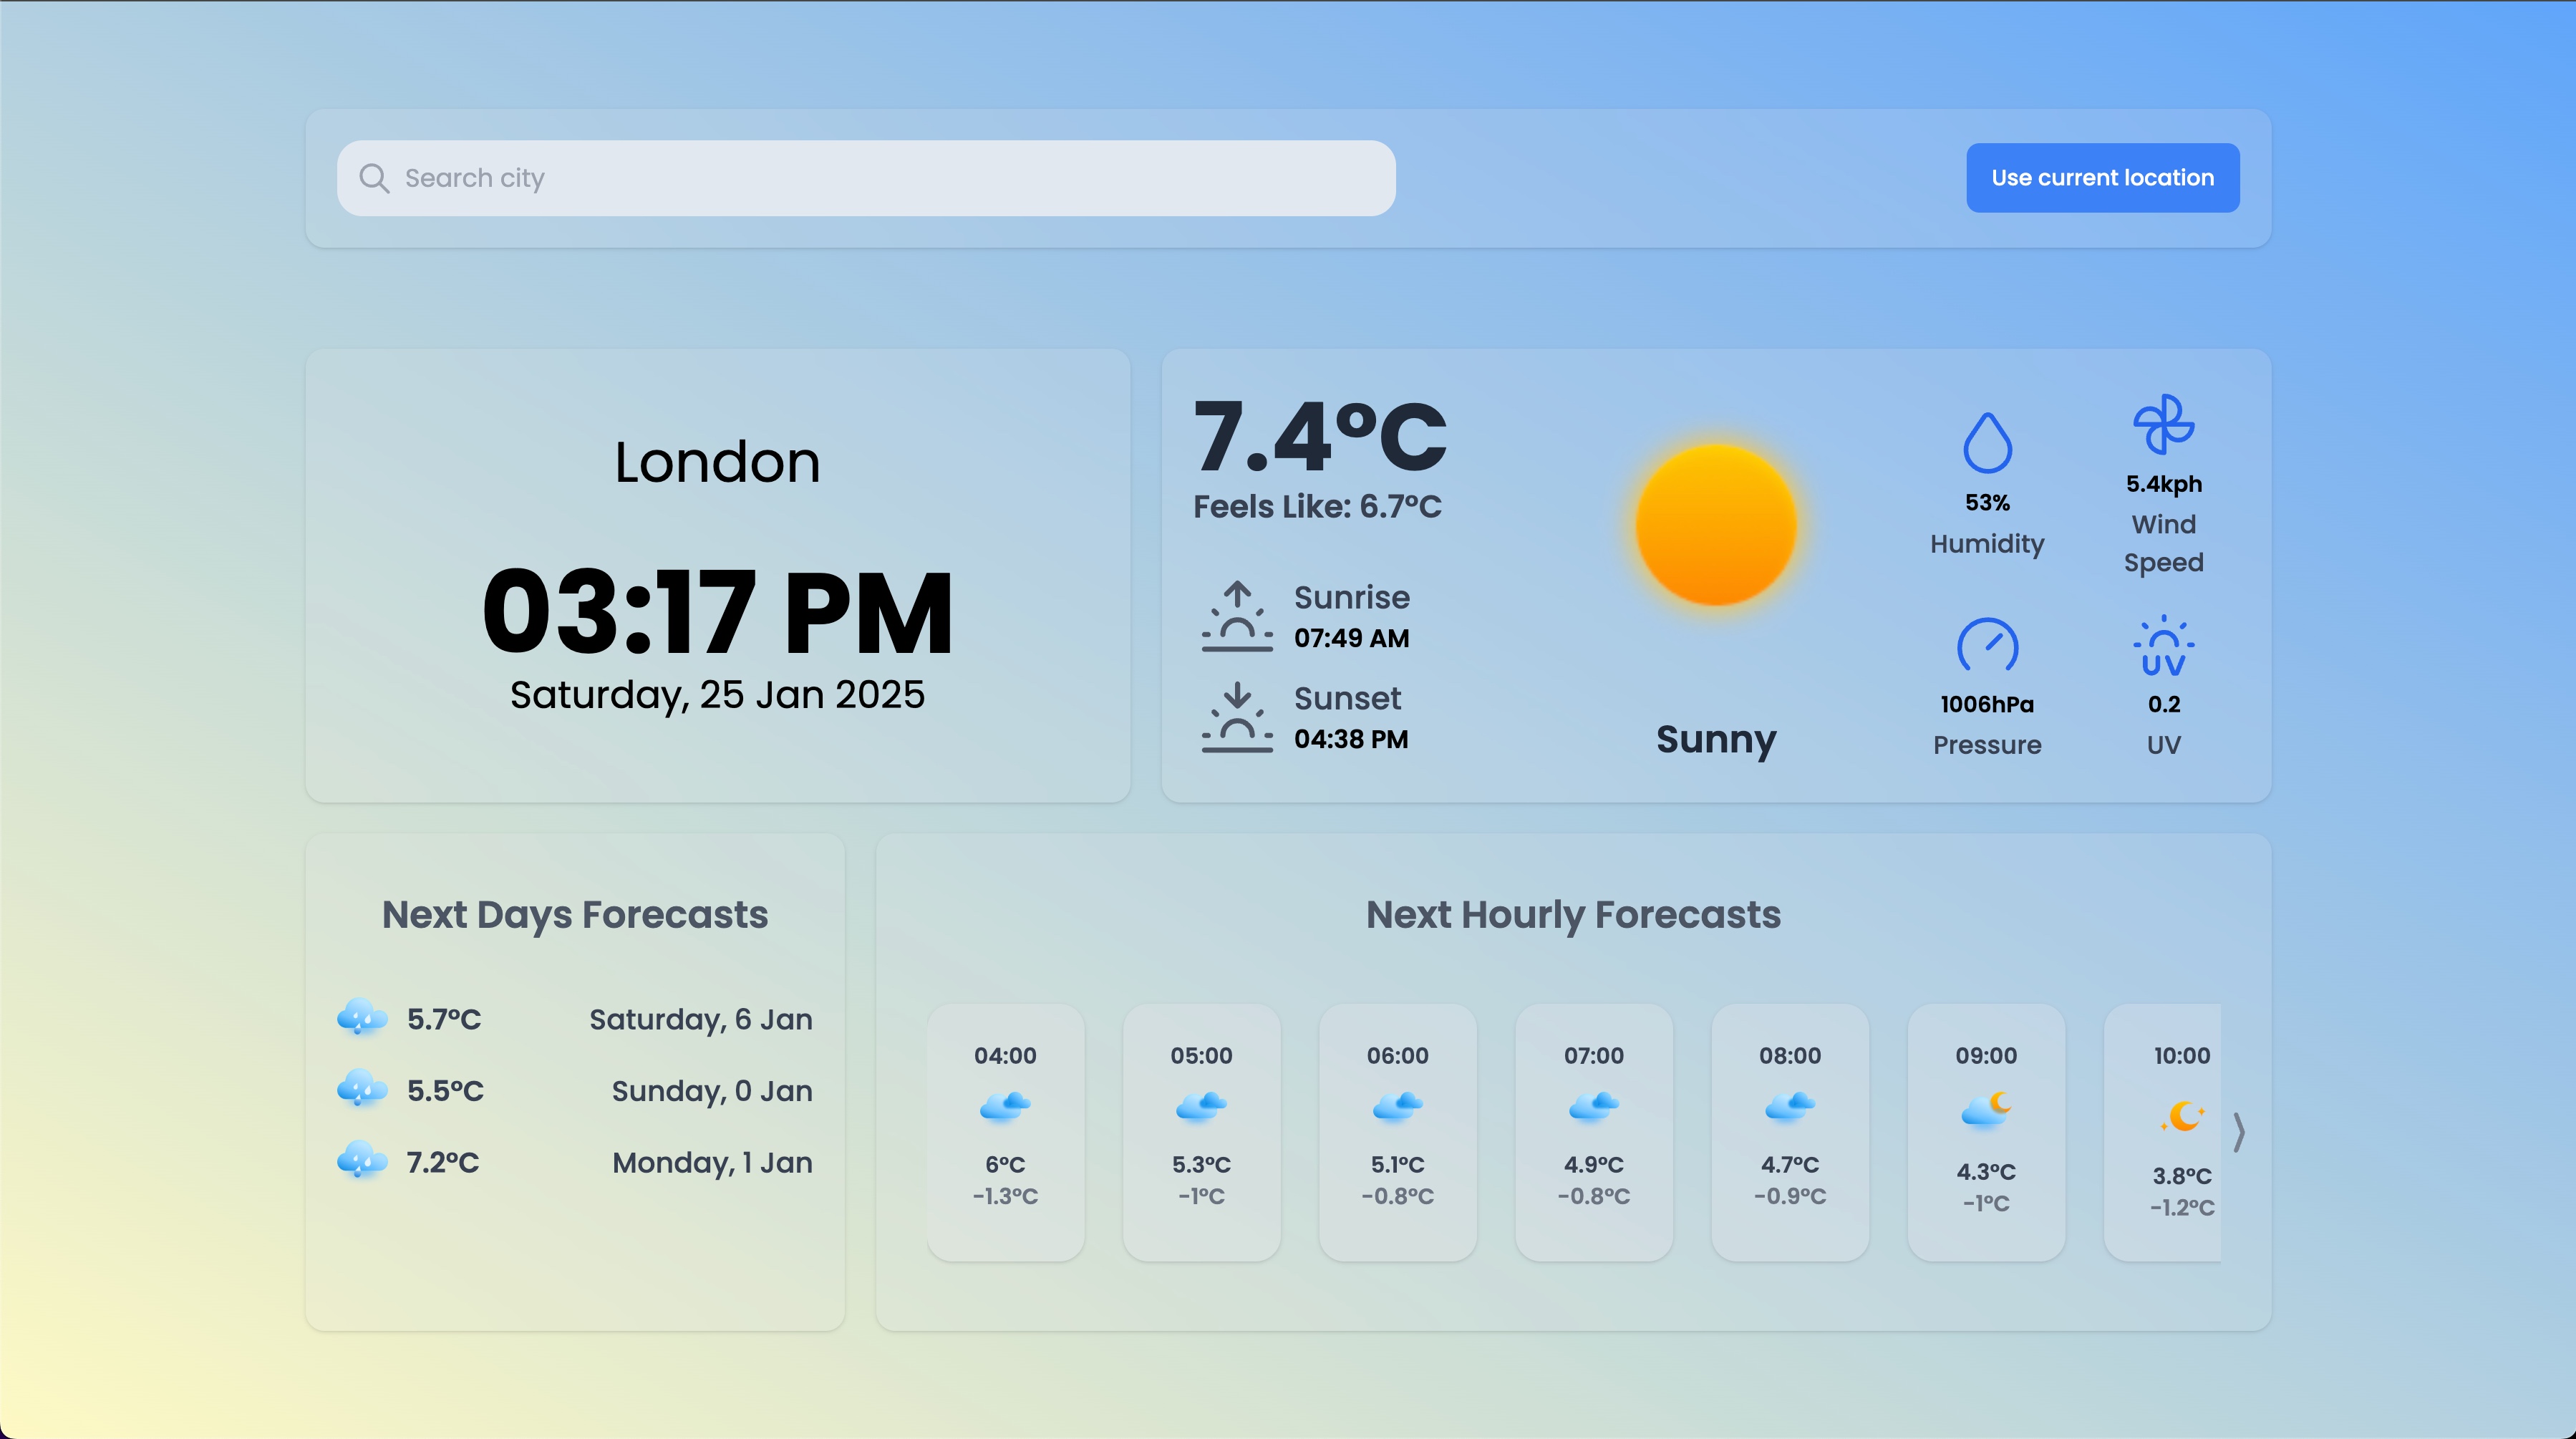 Search city
Use current location
London
03:17 PM
Saturday, 25 Jan 2025
7.4°C
Feels Like: 6.7°C
Sunrise
07:49 AM
Sunset
04:38 PM
Sunny
53%
Humidity
5.4kph
Wind
Speed
1006hPa
Pressure
UV
0.2
UV
Next Days Forecasts
5.7°C Saturday, 6 Jan
5.5°C Sunday, 0 Jan
7.2°C Monday, 1 Jan
Next Hourly Forecasts
04:00
6°C
-1.3°C
05:00
5.3°C
-1°C
06:00
5.1°C
-0.8°C
07:00
4.9°C
-0.8°C
08:00
4.7°C
-0.9°C
09:00
4.3°C
-1°C
10:00
3.8°C
-1.2°C